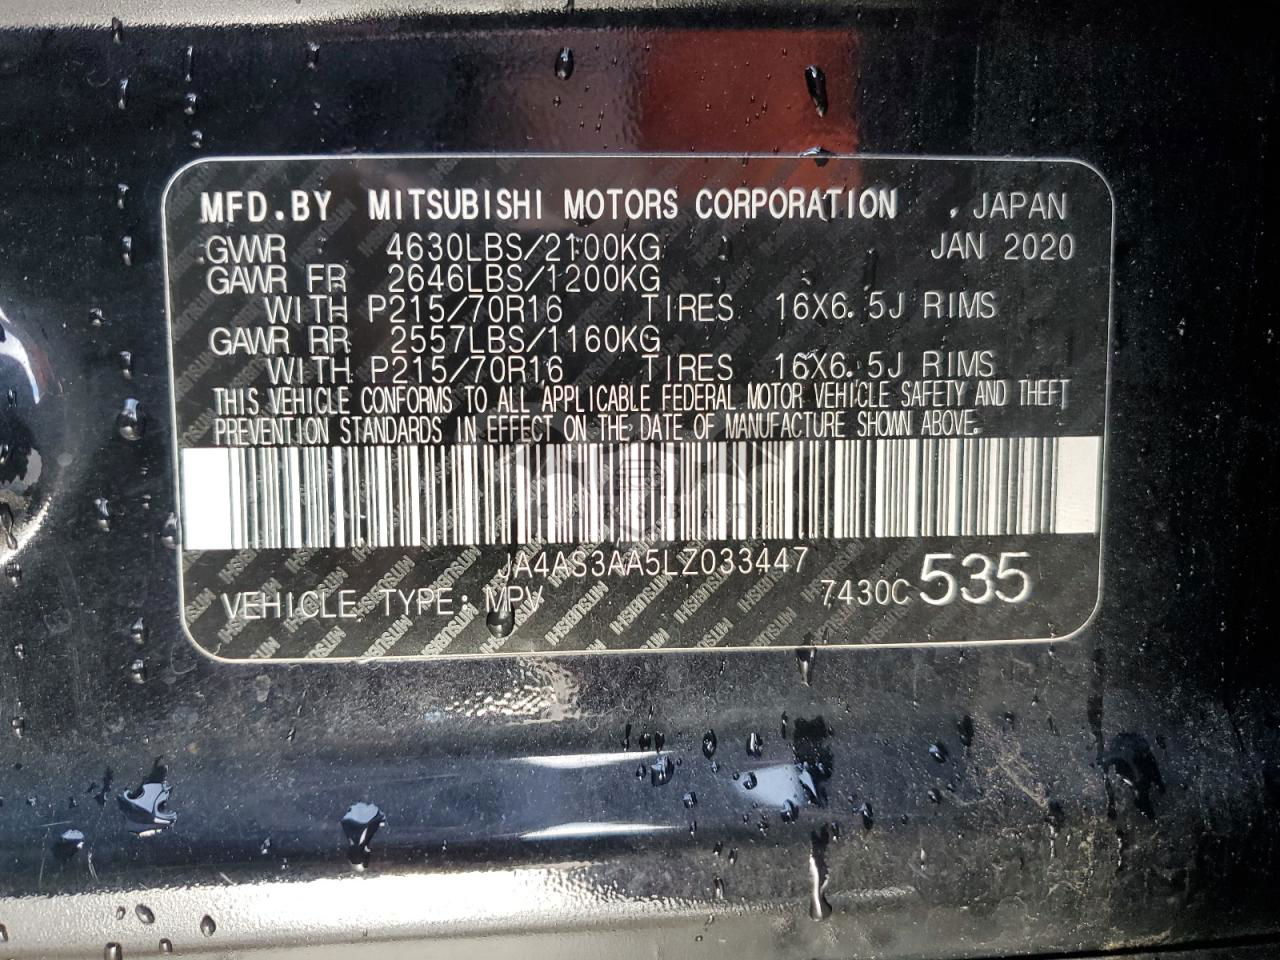 MFD.BY MITSUBISHI MOTORS CORPORATION , JAPAN
GVWR 4630LBS/2100KG JAN 2020
GAWR FR 2646LBS/1200KG
WITH P215/70R16 TIRES 16X6.5J RIMS
GAWR RR 2557LBS/1160KG
WITH P215/70R16 TIRES 16X6.5J RIMS
THIS VEHICLE CONFORMS TO ALL APPLICABLE FEDERAL MOTOR VEHICLE SAFETY AND THEFT
PREVENTION STANDARDS IN EFFECT ON THE DATE OF MANUFACTURE SHOWN ABOVE.
JA4AS3AA5LZ033447
VEHICLE TYPE: MPV 7430C 535